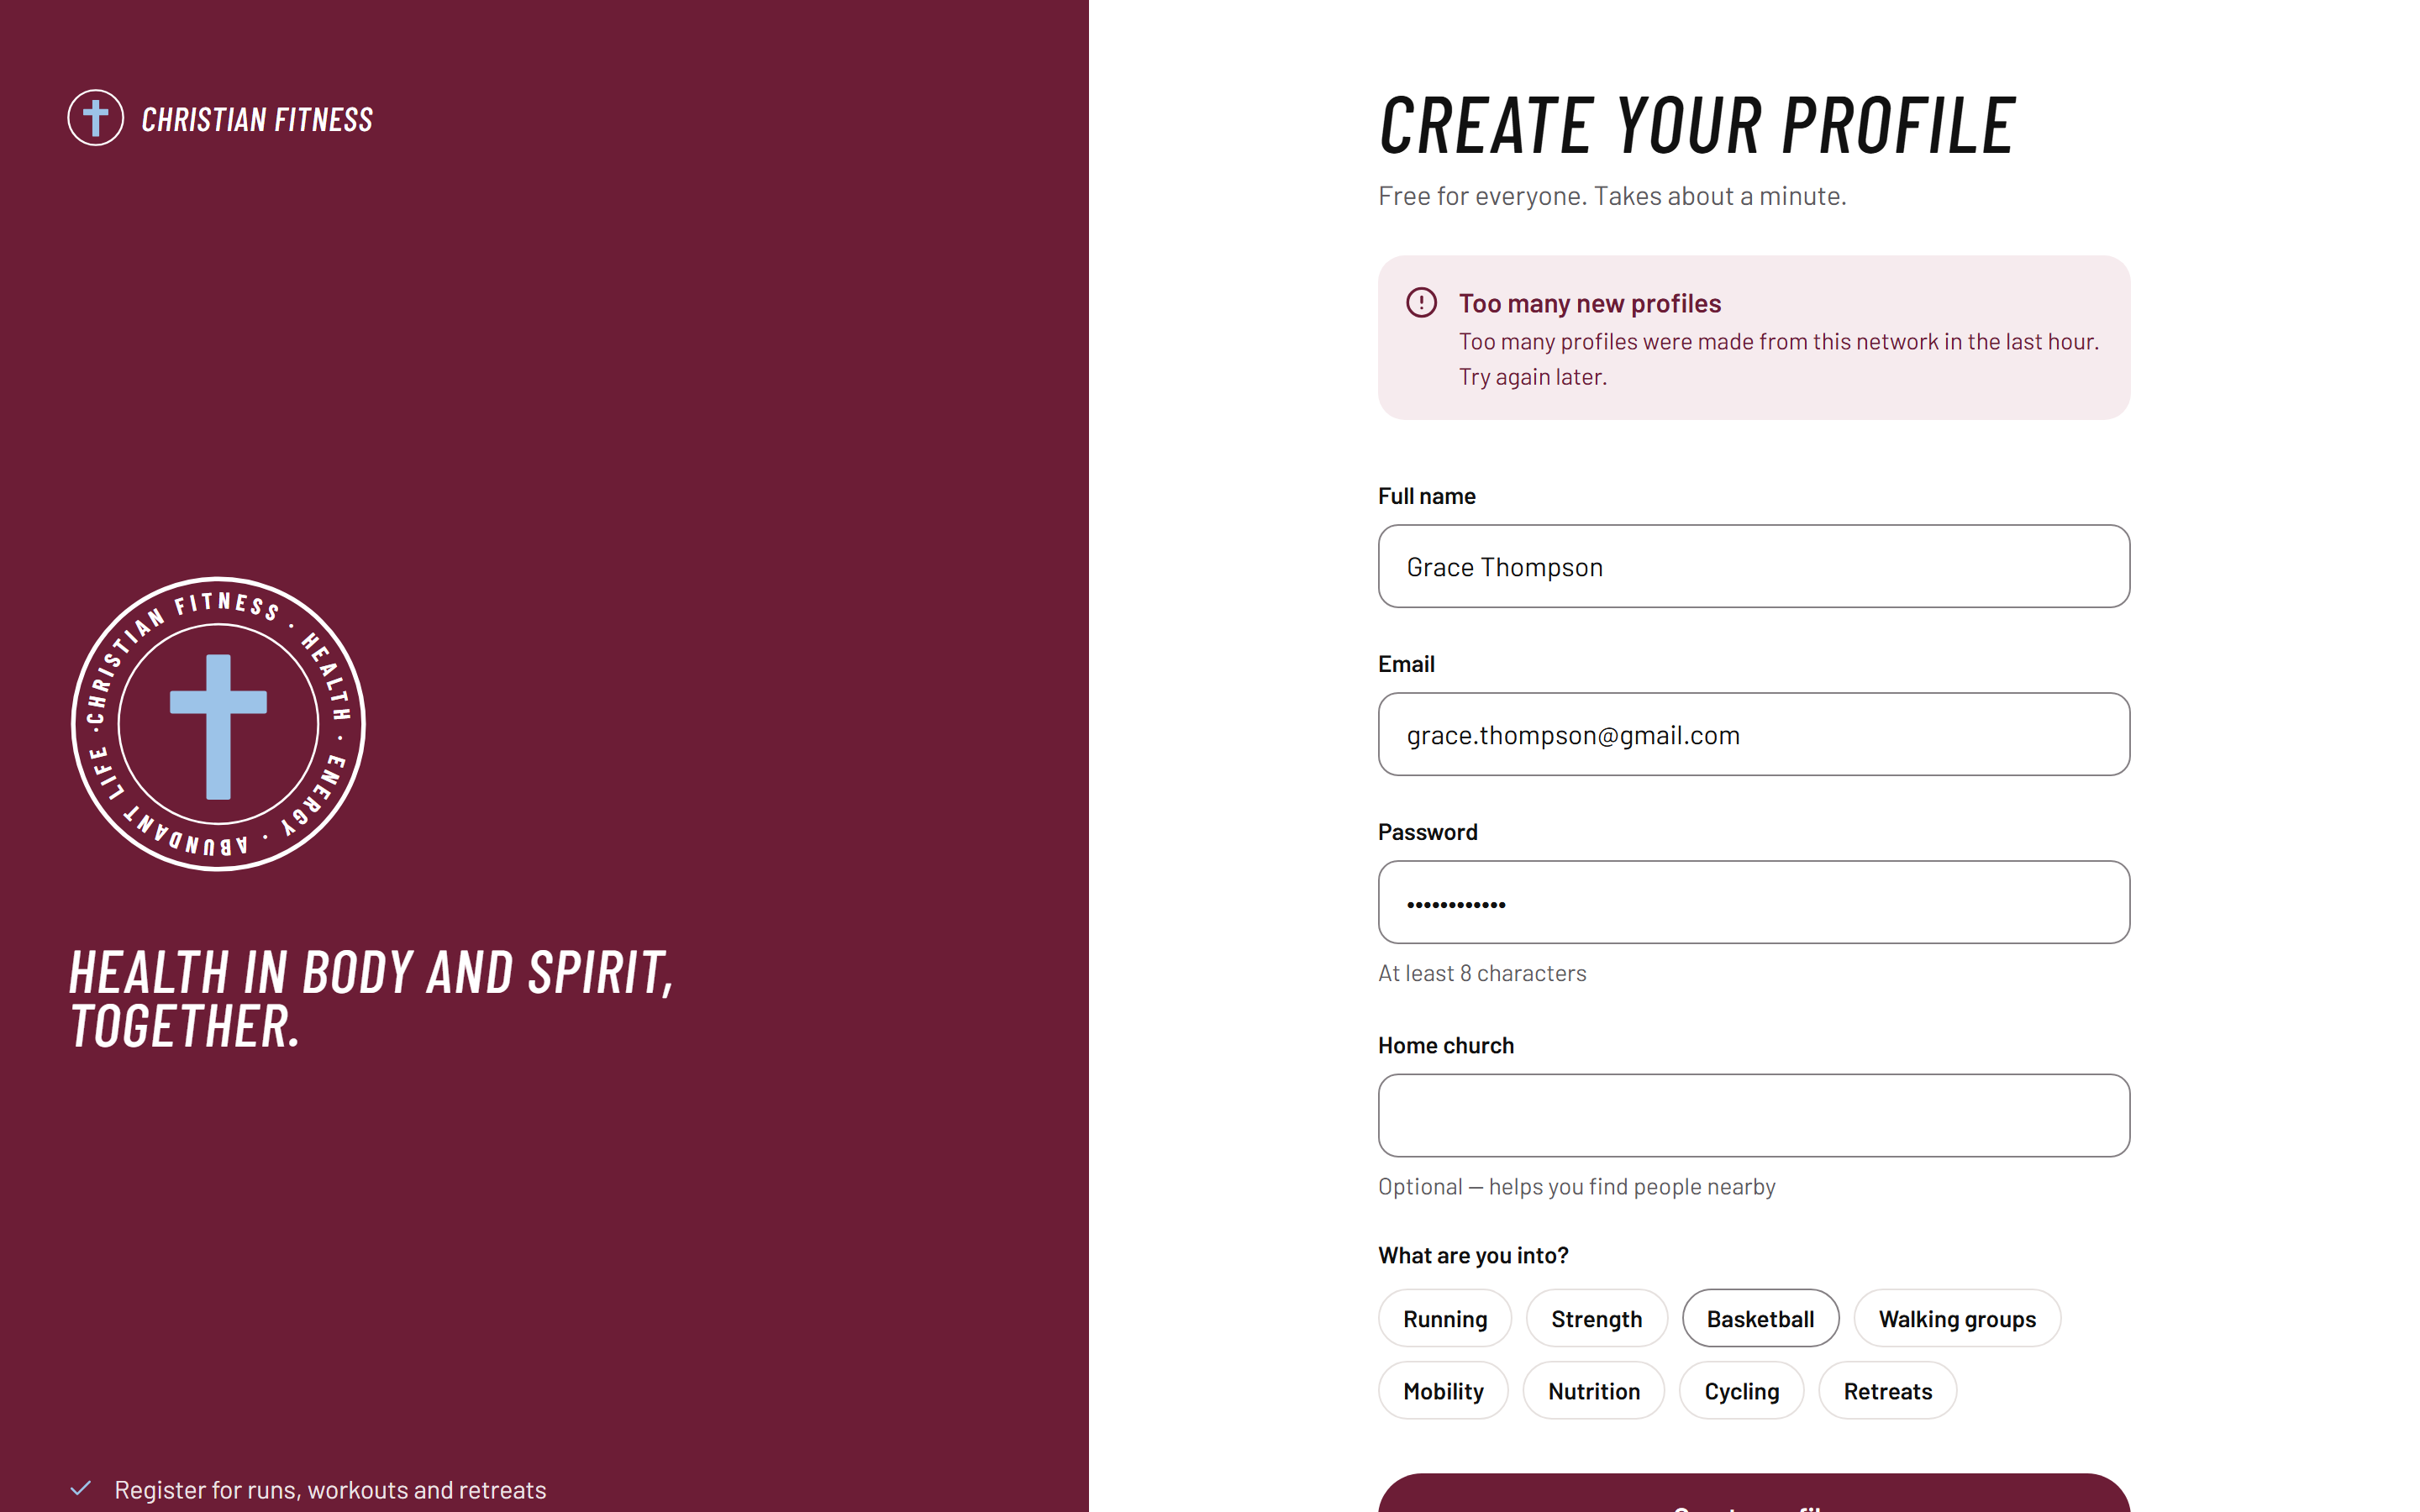 CHRISTIAN FITNESS
CHRISTIAN FITNESS · HEALTH · ENERGY · ABUNDANT LIFE ·
HEALTH IN BODY AND SPIRIT,
TOGETHER.
Register for runs, workouts and retreats
CREATE YOUR PROFILE
Free for everyone. Takes about a minute.
Too many new profiles
Too many profiles were made from this network in the last hour.
Try again later.
Full name
Grace Thompson
Email
grace.thompson@gmail.com
Password
••••••••••••
At least 8 characters
Home church
Optional — helps you find people nearby
What are you into?
Running Strength Basketball Walking groups
Mobility Nutrition Cycling Retreats